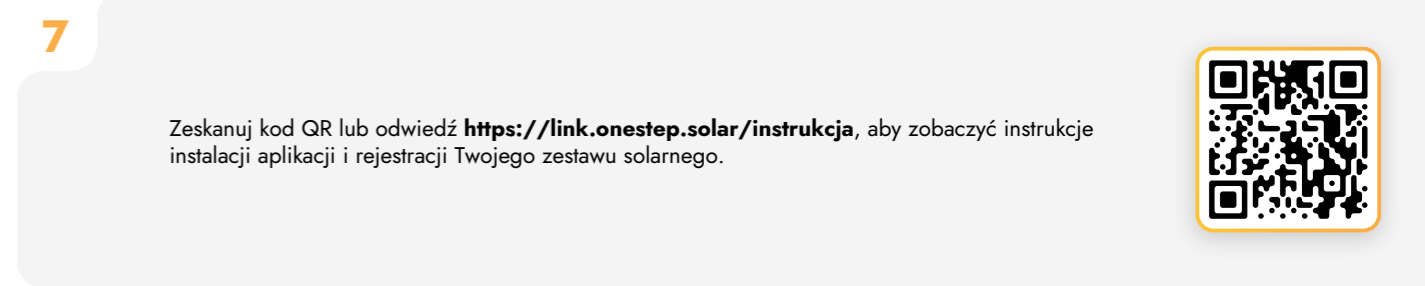 7
Zeskanuj kod QR lub odwiedź https://link.onestep.solar/instrukcja, aby zobaczyć instrukcje
instalacji aplikacji i rejestracji Twojego zestawu solarnego.